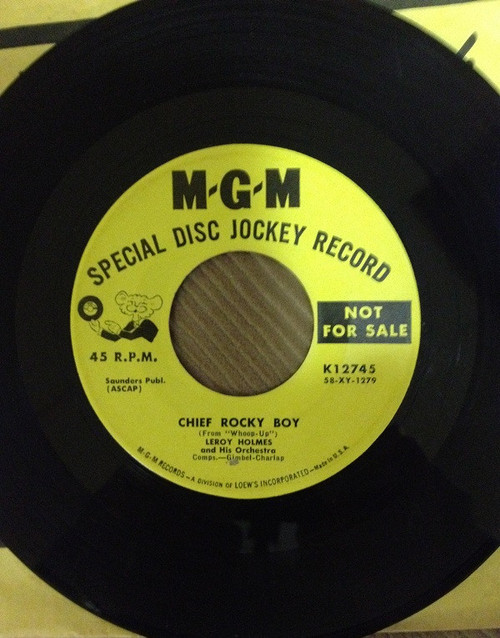 M-G-M
SPECIAL DISC JOCKEY RECORD
NOT
FOR SALE
45 R.P.M.
K12745
58-XY-1279
Saunders Publ.
(ASCAP)
CHIEF ROCKY BOY
(From "Whoop-Up")
LEROY HOLMES
and His Orchestra
Comps.—Gimbel-Charlap
M-G-M RECORDS—A DIVISION OF LOEW'S INCORPORATED—Made in U.S.A.